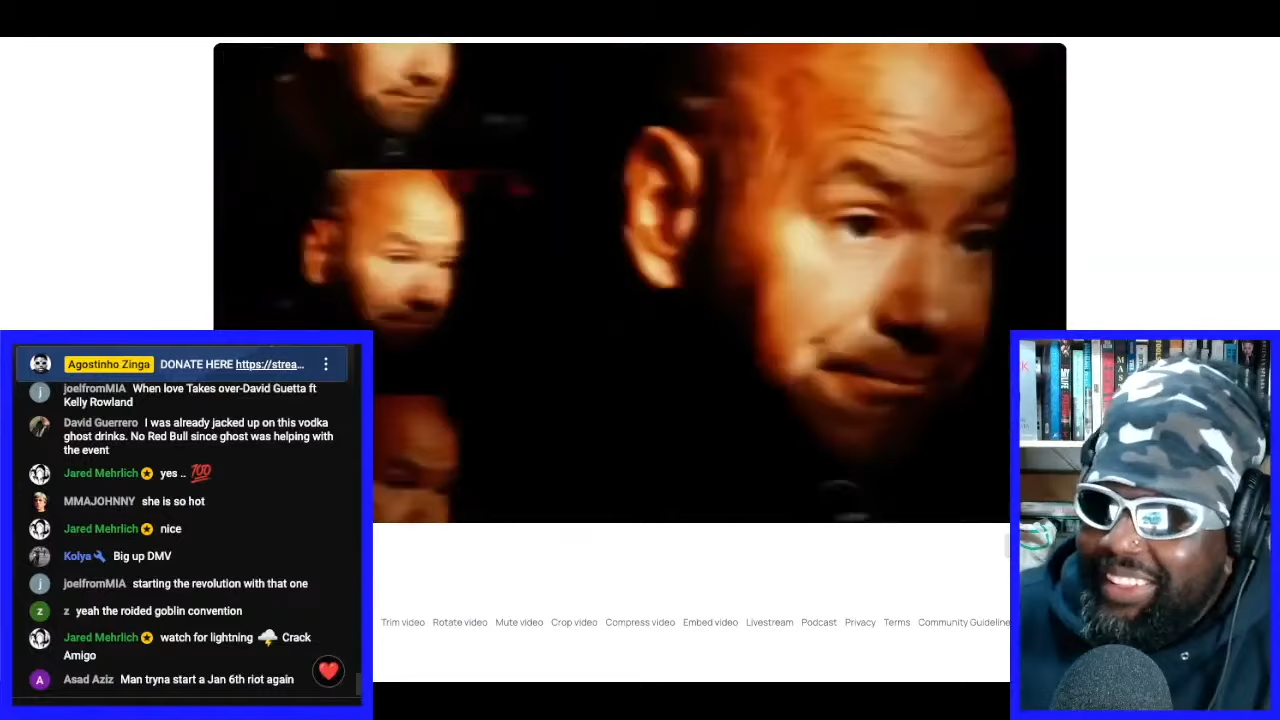 Agostinho Zinga DONATE HERE https://strea...
joelfromMIA When love Takes over-David Guetta ft
Kelly Rowland
David Guerrero I was already jacked up on this vodka
ghost drinks. No Red Bull since ghost was helping with
the event
Jared Mehrlich yes .. 💯
MMAJOHNNY she is so hot
Jared Mehrlich nice
Kolya Big up DMV
joelfromMIA starting the revolution with that one
z yeah the roided goblin convention
Jared Mehrlich watch for lightning 🌩️ Crack
Amigo
Asad Aziz Man tryna start a Jan 6th riot again
Trim video Rotate video Mute video Crop video Compress video Embed video Livestream Podcast Privacy Terms Community Guideline